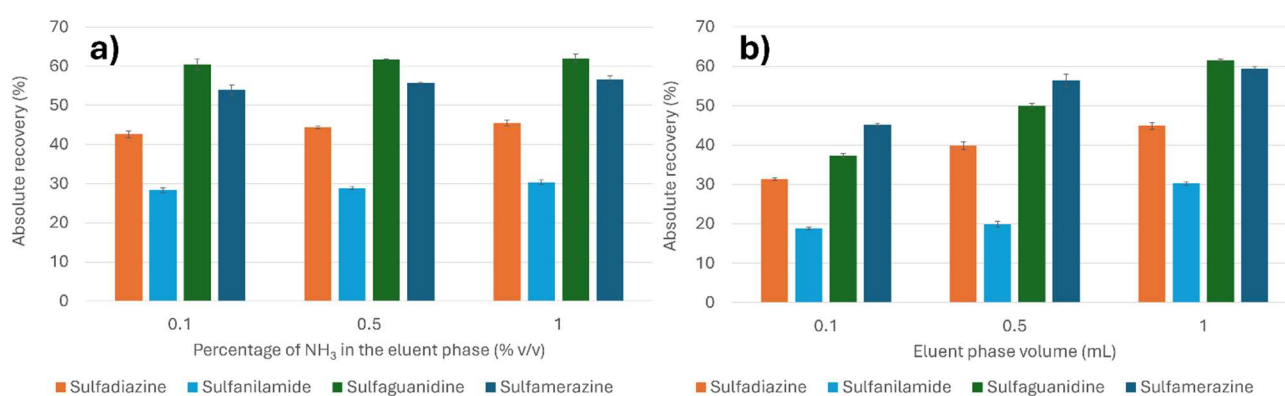 a)
Absolute recovery (%)
70
60
50
40
30
20
10
0
0.1 0.5 1
Percentage of NH₃ in the eluent phase (% v/v)
Sulfadiazine Sulfanilamide Sulfaguanidine Sulfamerazine
b)
Absolute recovery (%)
70
60
50
40
30
20
10
0
0.1 0.5 1
Eluent phase volume (mL)
Sulfadiazine Sulfanilamide Sulfaguanidine Sulfamerazine